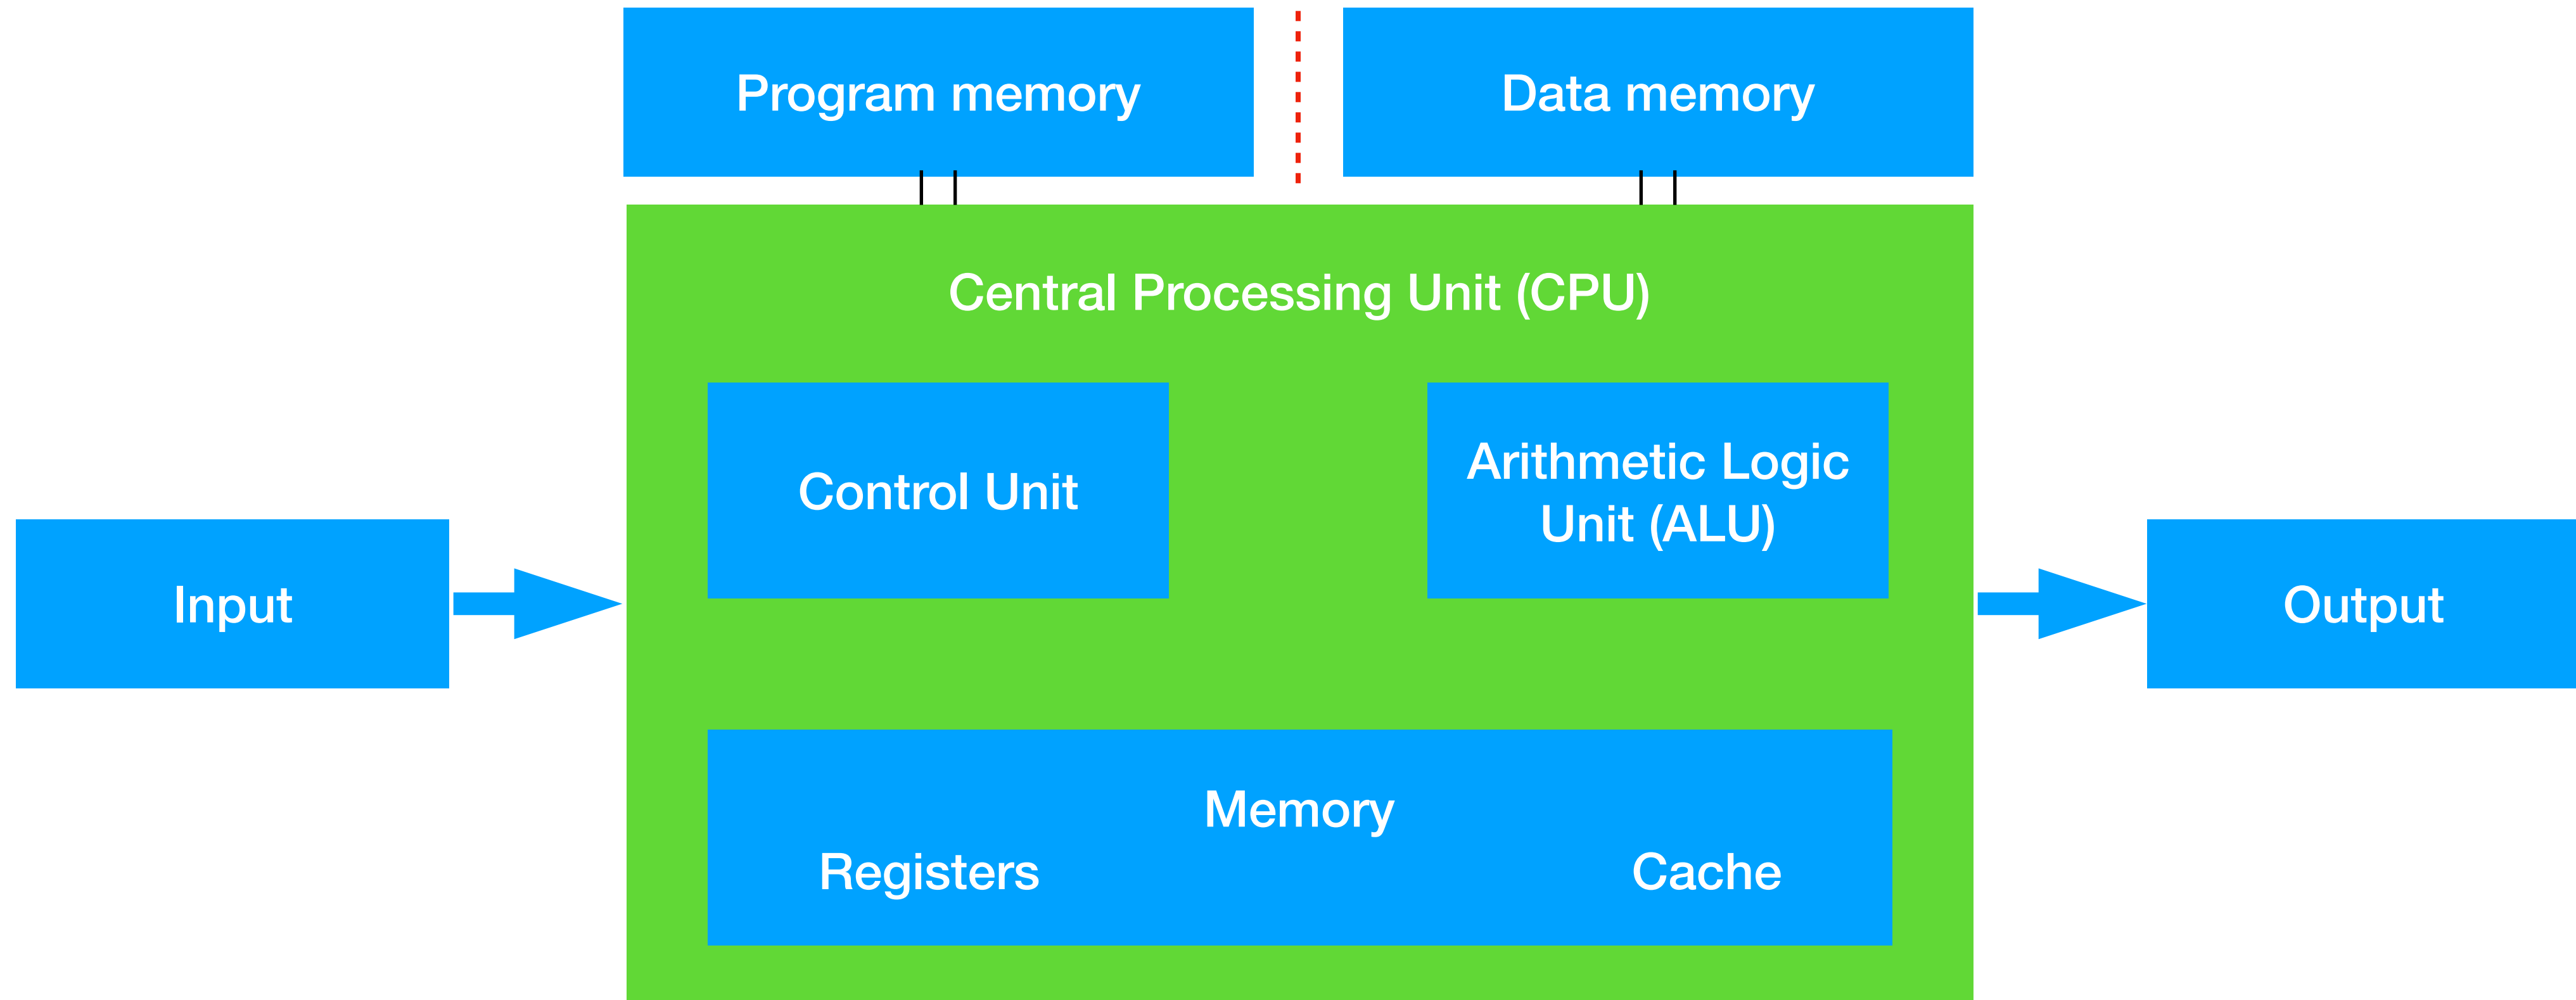 Program memory
Data memory
Central Processing Unit (CPU)
Control Unit
Arithmetic Logic
Unit (ALU)
Input
Output
Memory
Registers
Cache